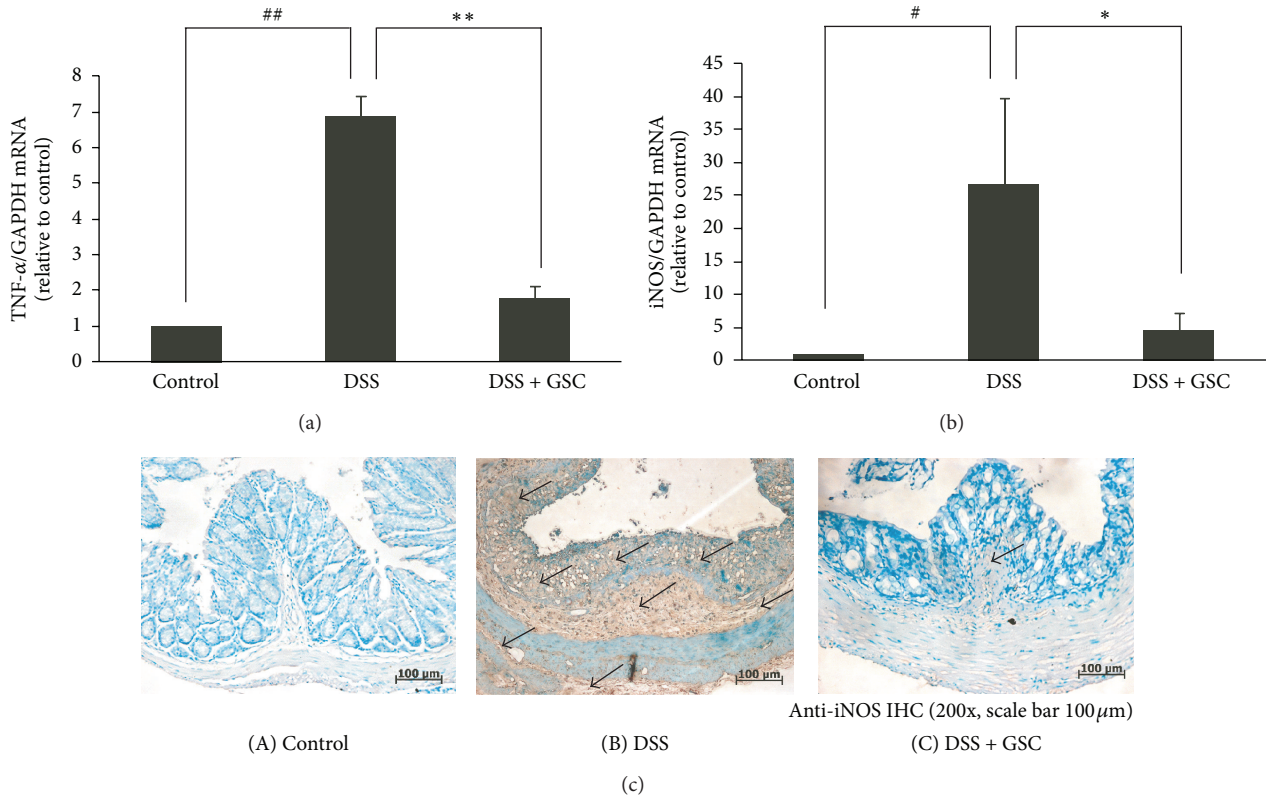 ##
**
8
7
6
5
4
3
2
1
0
TNF-α/GAPDH mRNA
(relative to control)
Control
DSS
DSS + GSC
(a)
#
*
45
40
35
30
25
20
15
10
5
0
iNOS/GAPDH mRNA
(relative to control)
Control
DSS
DSS + GSC
(b)
100 μm
100 μm
100 μm
Anti-iNOS IHC (200x, scale bar 100μm)
(A) Control
(B) DSS
(C) DSS + GSC
(c)